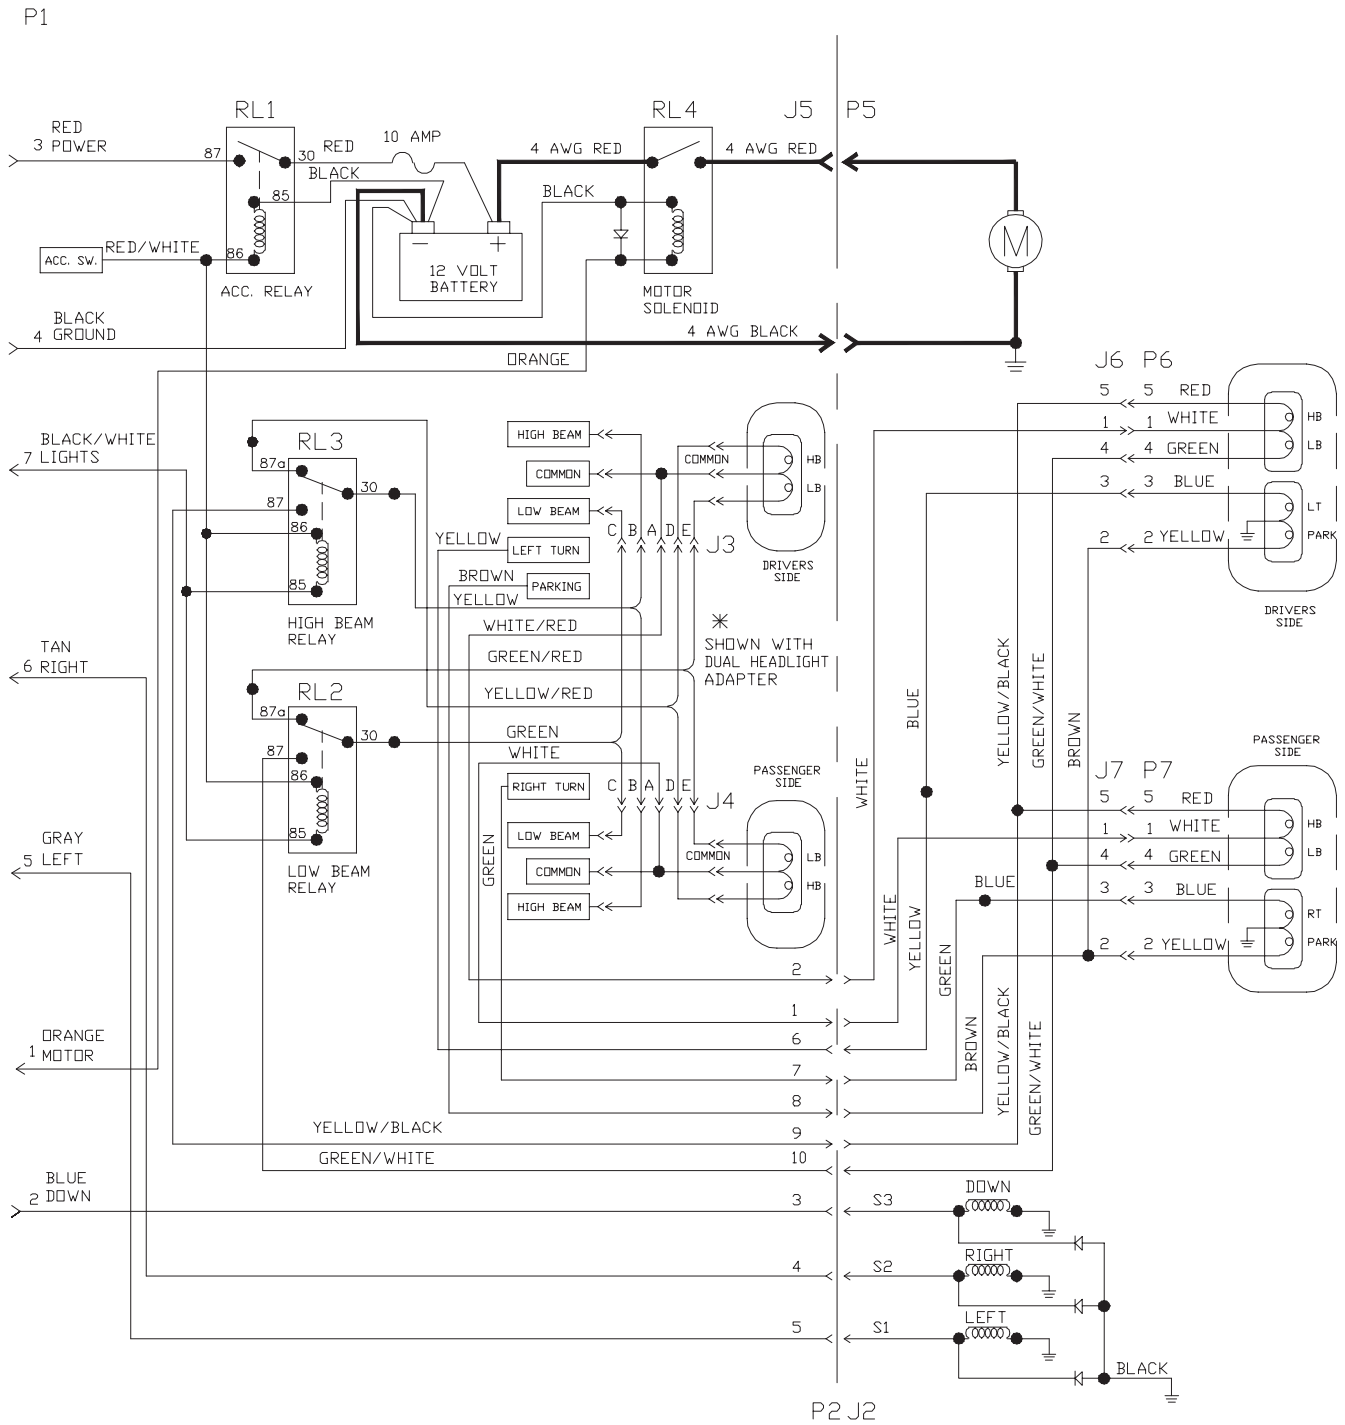 P1
RL1
RL4
J5 P5
RED
3 POWER
87
30
RED
10 AMP
4 AWG RED
4 AWG RED
BLACK
85
BLACK
M
ACC. SW.
RED/WHITE
86
−
+
12 VOLT
BATTERY
ACC. RELAY
MOTOR
SOLENOID
BLACK
4 GROUND
4 AWG BLACK
ORANGE
J6 P6
5 5 RED
1 1 WHITE
4 4 GREEN
3 3 BLUE
2 2 YELLOW
HB
LB
LT
PARK
DRIVERS
SIDE
BLACK/WHITE
7 LIGHTS
RL3
87a
30
87
86
85
HIGH BEAM
RELAY
HIGH BEAM
COMMON
LOW BEAM
LEFT TURN
PARKING
COMMON
HB
LB
C B A D E
J3
DRIVERS
SIDE
YELLOW
BROWN
YELLOW
WHITE/RED
GREEN/RED
YELLOW/RED
GREEN
WHITE
✳
SHOWN WITH
DUAL HEADLIGHT
ADAPTER
TAN
6 RIGHT
RL2
87a
30
87
86
85
LOW BEAM
RELAY
RIGHT TURN
LOW BEAM
COMMON
HIGH BEAM
GREEN
C B A D E
J4
PASSENGER
SIDE
COMMON
LB
HB
WHITE
BLUE
YELLOW/BLACK
GREEN/WHITE
BROWN
PASSENGER
SIDE
J7 P7
5 5 RED
1 1 WHITE
4 4 GREEN
BLUE
3 3 BLUE
2 2 YELLOW
HB
LB
RT
PARK
GRAY
5 LEFT
WHITE
YELLOW
GREEN
BROWN
YELLOW/BLACK
GREEN/WHITE
2
1
6
7
8
ORANGE
1 MOTOR
YELLOW/BLACK
9
GREEN/WHITE
10
BLUE
2 DOWN
3
S3
DOWN
4
S2
RIGHT
5
S1
LEFT
BLACK
P2 J2